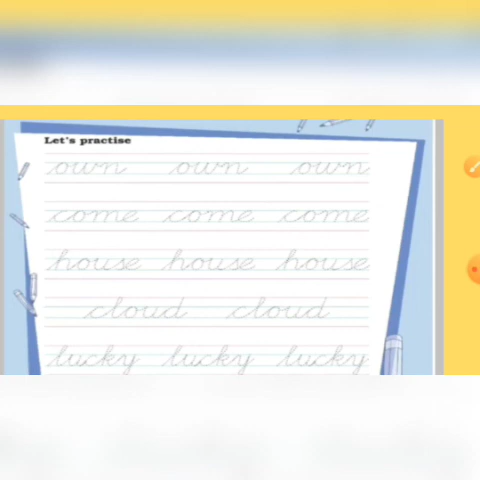 Let's practise
own own own
come come come
house house house
cloud cloud
lucky lucky lucky